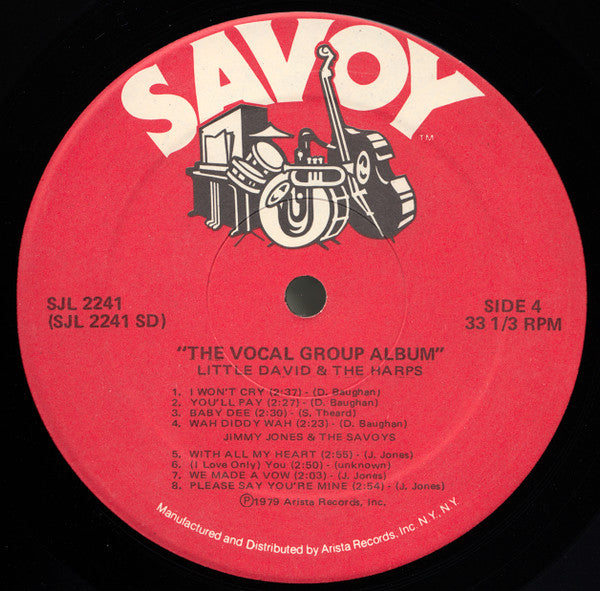 SAVOY
TM
SJL 2241
(SJL 2241 SD)
SIDE 4
33 1/3 RPM
"THE VOCAL GROUP ALBUM"
LITTLE DAVID & THE HARPS
1. I WON'T CRY (2:37) - (D. Baughan)
2. YOU'LL PAY (2:27) - (D. Baughan)
3. BABY DEE (2:39) - (S. Theard)
4. WAH DIDDY WAH (2:23) - (D. Baughan)
JIMMY JONES & THE SAVOYS
5. WITH ALL MY HEART (2:55) - (J. Jones)
6. (I Love Only) You (2:50) - (unknown)
7. WE MADE A VOW (2:03) - (J. Jones)
8. PLEASE SAY YOU'RE MINE (2:54) - (J. Jones)
Ⓟ1979 Arista Records, Inc.
Manufactured and Distributed by Arista Records, Inc. N.Y., N.Y.